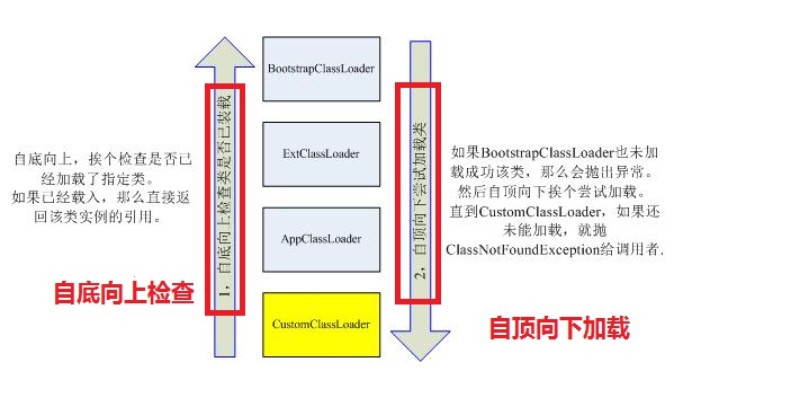 BootstrapClassLoader
ExtClassLoader
AppClassLoader
CustomClassLoader
1，自底向上检查类是否已装载
2，自顶向下尝试加载类
自底向上，挨个检查是否已
经加载了指定类。
如果已经载入，那么直接返
回该类实例的引用。
自底向上检查
如果BootstrapClassLoader也未加
载成功该类，那么会抛出异常。
然后自顶向下挨个尝试加载。
直到CustomClassLoader，如果还
未能加载，就抛
ClassNotFoundException给调用者.
自顶向下加载